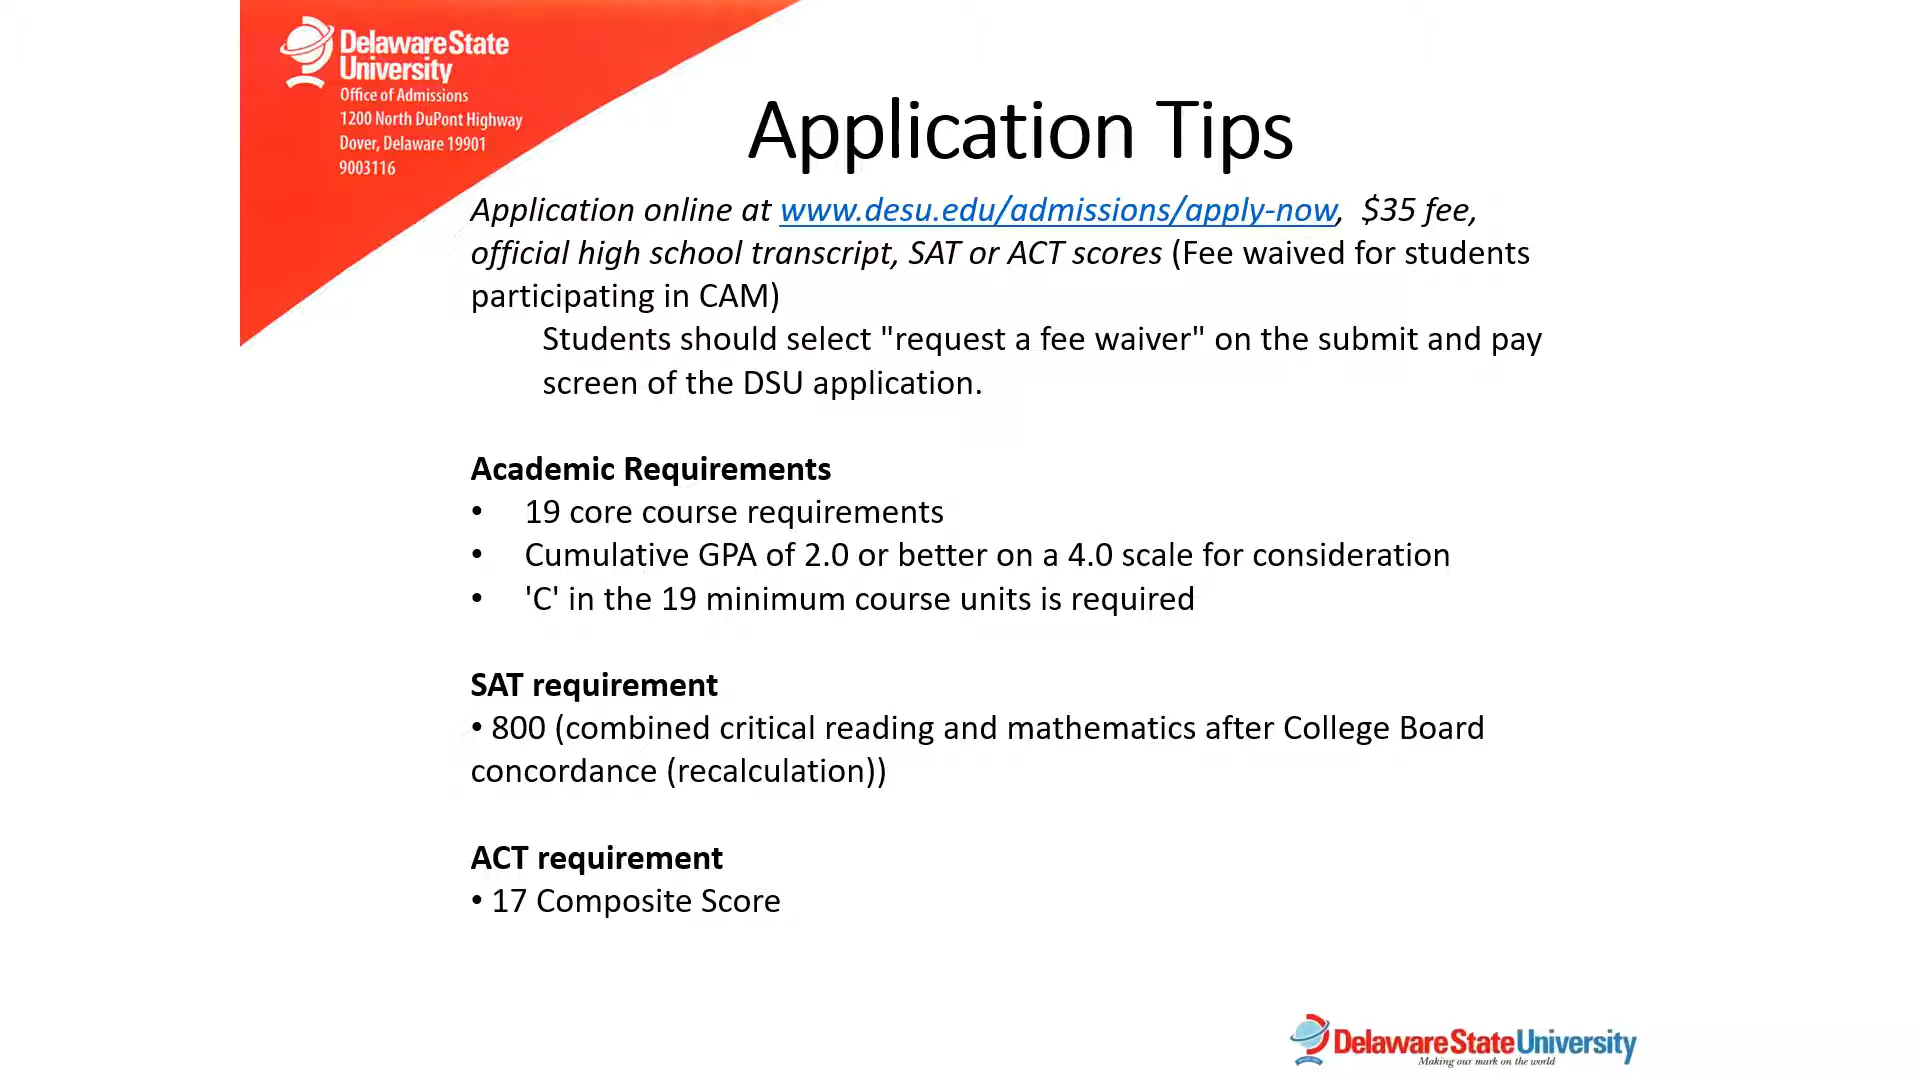 Delaware State
University
Office of Admissions
1200 North DuPont Highway
Dover, Delaware 19901
9003116
Application Tips
Application online at www.desu.edu/admissions/apply-now, $35 fee,
official high school transcript, SAT or ACT scores (Fee waived for students
participating in CAM)
Students should select "request a fee waiver" on the submit and pay
screen of the DSU application.
Academic Requirements
• 19 core course requirements
• Cumulative GPA of 2.0 or better on a 4.0 scale for consideration
• 'C' in the 19 minimum course units is required
SAT requirement
• 800 (combined critical reading and mathematics after College Board
concordance (recalculation))
ACT requirement
• 17 Composite Score
Delaware State University
Making our mark on the world